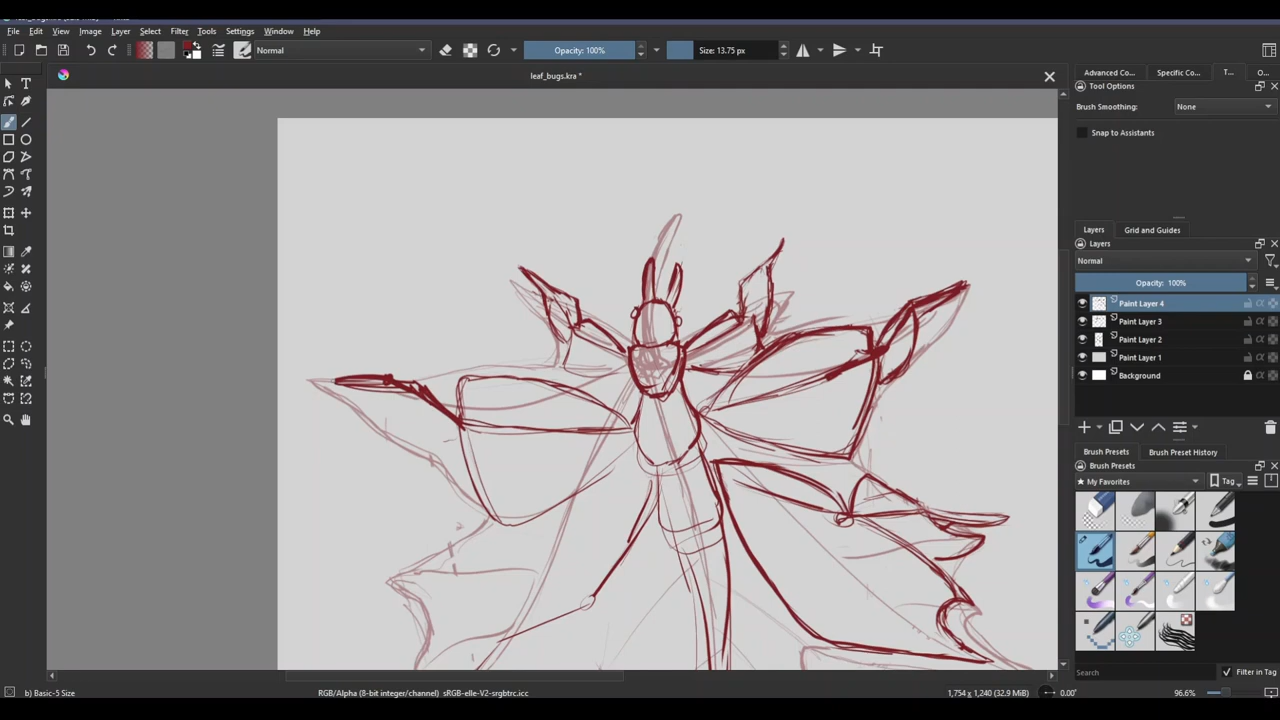 File Edit View Image Layer Select Filter Tools Settings Window Help
Normal Opacity: 100% Size: 13.75 px
leaf_bugs.kra *
Advanced Co... Specific Co... T... O...
Tool Options
Brush Smoothing: None
Snap to Assistants
Layers Grid and Guides
Layers
Normal
Opacity: 100%
Paint Layer 4
Paint Layer 3
Paint Layer 2
Paint Layer 1
Background
Brush Presets Brush Preset History
Brush Presets
★ My Favorites Tag
Search Filter in Tag
b) Basic-5 Size RGB/Alpha (8-bit integer/channel) sRGB-elle-V2-srgbtrc.icc 1,754 x 1,240 (32.9 MiB) 0.00° 96.6%